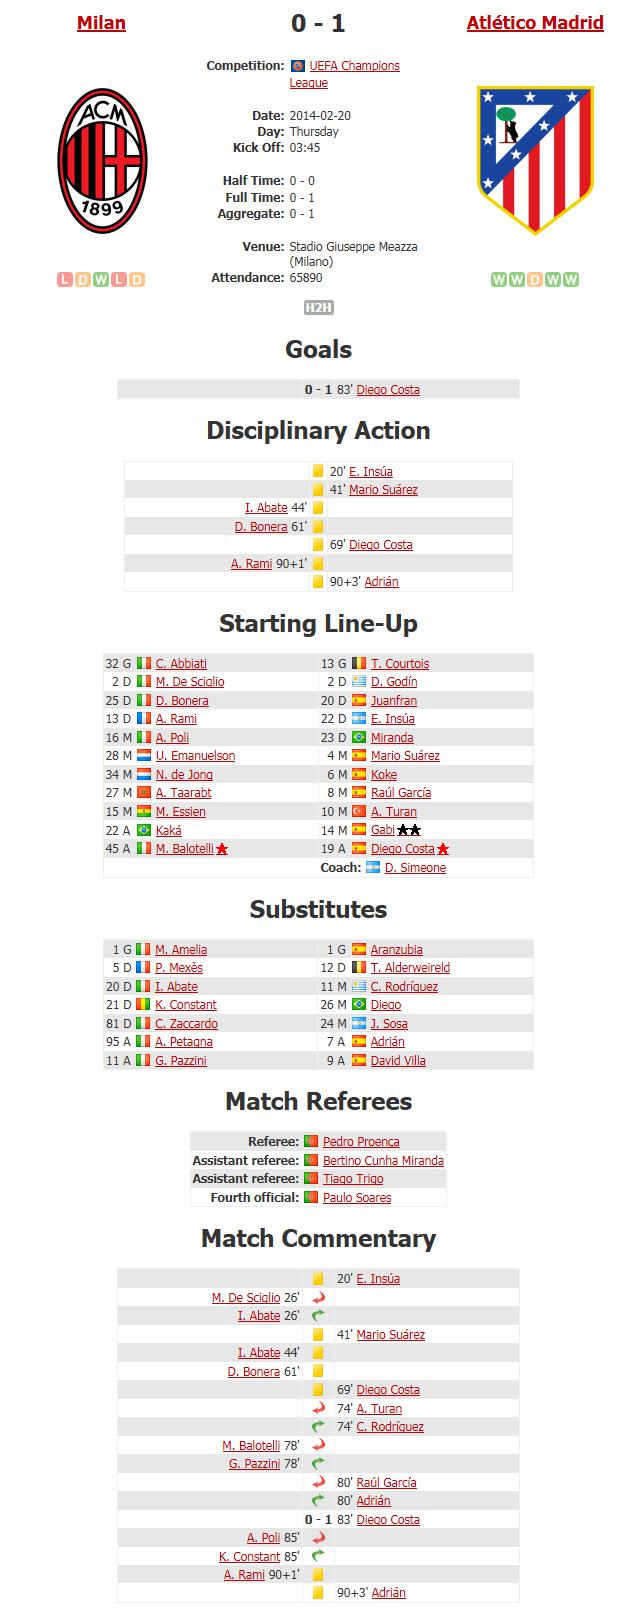 Milan 0 - 1 Atlético Madrid
Competition: UEFA Champions
League
Date: 2014-02-20
Day: Thursday
Kick Off: 03:45
Half Time: 0 - 0
Full Time: 0 - 1
Aggregate: 0 - 1
Venue: Stadio Giuseppe Meazza
(Milano)
Attendance: 65890
ACM
1899
L D W L D
W W D W W
H2H
Goals
0 - 1 83' Diego Costa
Disciplinary Action
20' E. Insúa
41' Mario Suárez
I. Abate 44'
D. Bonera 61'
69' Diego Costa
A. Rami 90+1'
90+3' Adrián
Starting Line-Up
32 G C. Abbiati 13 G T. Courtois
2 D M. De Sciglio 2 D D. Godín
25 D D. Bonera 20 D Juanfran
13 D A. Rami 22 D E. Insúa
16 M A. Poli 23 D Miranda
28 M U. Emanuelson 4 M Mario Suárez
34 M N. de Jong 6 M Koke
27 M A. Taarabt 8 M Raúl García
15 M M. Essien 10 M A. Turan
22 A Kaká 14 M Gabi
45 A M. Balotelli 19 A Diego Costa
Coach: D. Simeone
Substitutes
1 G M. Amelia 1 G Aranzubia
5 D P. Mexès 12 D T. Alderweireld
20 D I. Abate 11 M C. Rodríguez
21 D K. Constant 26 M Diego
81 D C. Zaccardo 24 M J. Sosa
95 A A. Petagna 7 A Adrián
11 A G. Pazzini 9 A David Villa
Match Referees
Referee: Pedro Proença
Assistant referee: Bertino Cunha Miranda
Assistant referee: Tiago Trigo
Fourth official: Paulo Soares
Match Commentary
20' E. Insúa
M. De Sciglio 26'
I. Abate 26'
41' Mario Suárez
I. Abate 44'
D. Bonera 61'
69' Diego Costa
74' A. Turan
74' C. Rodríguez
M. Balotelli 78'
G. Pazzini 78'
80' Raúl García
80' Adrián
0 - 1 83' Diego Costa
A. Poli 85'
K. Constant 85'
A. Rami 90+1'
90+3' Adrián